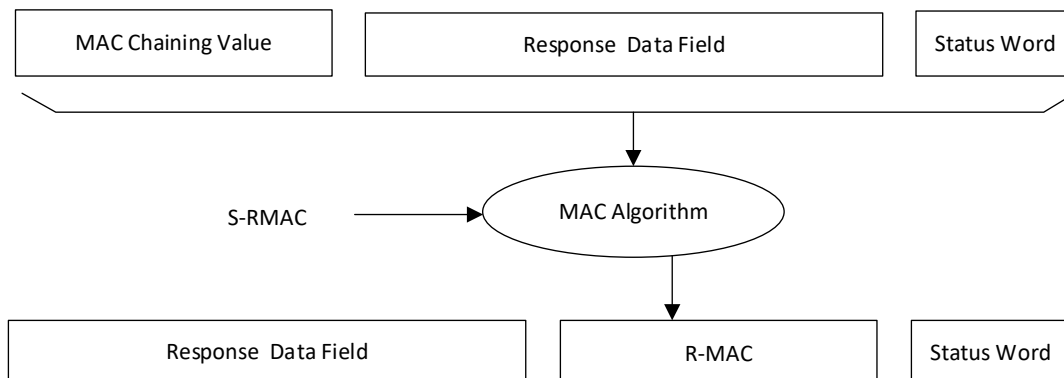 MAC Chaining Value
Response Data Field
Status Word
S-RMAC
MAC Algorithm
Response Data Field
R-MAC
Status Word